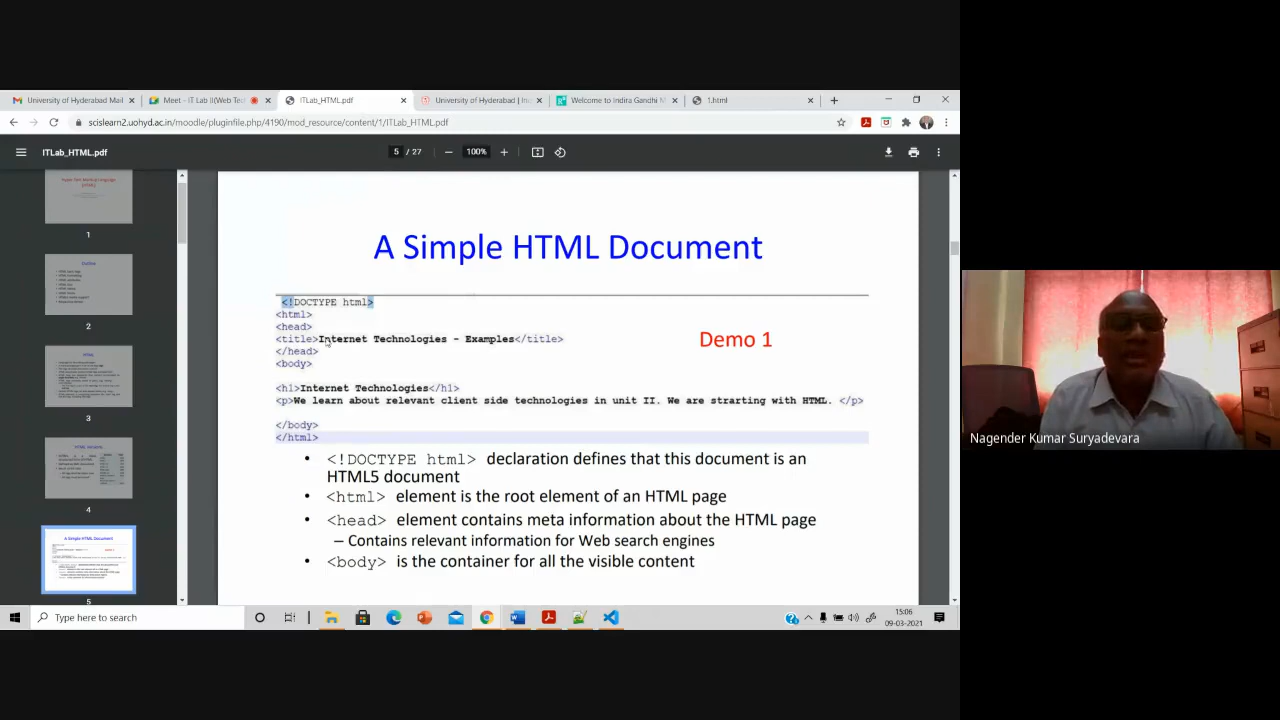 University of Hyderabad Mail
Meet - IT Lab II(Web Tec
ITLab_HTML.pdf
University of Hyderabad | In
Welcome to Indira Gandhi M
1.html
scislearn2.uohyd.ac.in/moodle/pluginfile.php/4190/mod_resource/content/1/ITLab_HTML.pdf
ITLab_HTML.pdf
5 / 27
100%
1
2
3
4
A Simple HTML Document
5
A Simple HTML Document
<!DOCTYPE html>
<html>
<head>
<title>Internet Technologies - Examples</title>
Demo 1
</head>
<body>
<h1>Internet Technologies</h1>
<p>We learn about relevant client side technologies in unit II. We are strarting with HTML. </p>
</body>
</html>
• <!DOCTYPE html> declaration defines that this document is an
HTML5 document
• <html> element is the root element of an HTML page
• <head> element contains meta information about the HTML page
– Contains relevant information for Web search engines
• <body> is the container for all the visible content
Nagender Kumar Suryadevara
Type here to search
15:06
09-03-2021